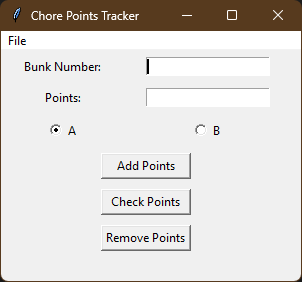 Chore Points Tracker
File
Bunk Number:
Points:
A B
Add Points
Check Points
Remove Points